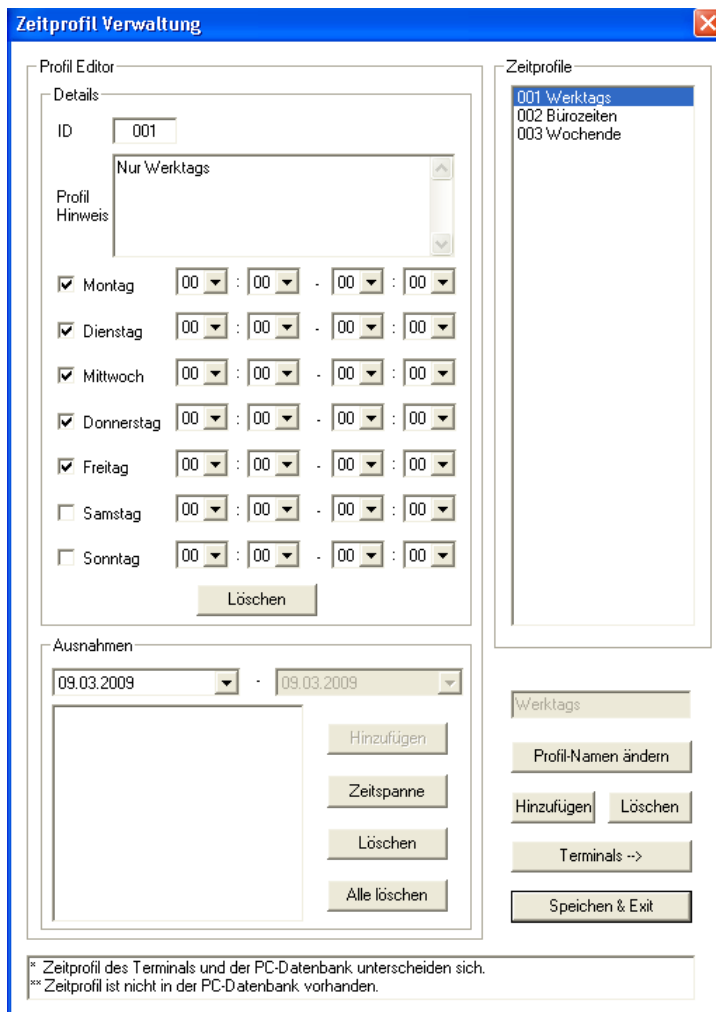 Zeitprofil Verwaltung
Profil Editor
Details
ID 001
Profil
Hinweis
Nur Werktags
Montag 00 : 00 - 00 : 00
Dienstag 00 : 00 - 00 : 00
Mittwoch 00 : 00 - 00 : 00
Donnerstag 00 : 00 - 00 : 00
Freitag 00 : 00 - 00 : 00
Samstag 00 : 00 - 00 : 00
Sonntag 00 : 00 - 00 : 00
Löschen
Ausnahmen
09.03.2009 - 09.03.2009
Hinzufügen
Zeitspanne
Löschen
Alle löschen
Zeitprofile
001 Werktags
002 Bürozeiten
003 Wochende
Werktags
Profil-Namen ändern
Hinzufügen Löschen
Terminals -->
Speichen & Exit
* Zeitprofil des Terminals und der PC-Datenbank unterscheiden sich.
** Zeitprofil ist nicht in der PC-Datenbank vorhanden.